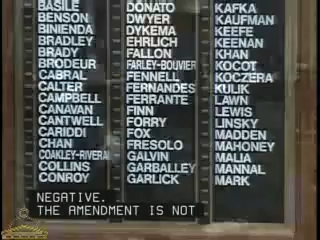 BASILE
BENSON
BINIENDA
BRADLEY
BRADY
BRODEUR
CABRAL
CALTER
CAMPBELL
CANAVAN
CANTWELL
CARIDDI
CHAN
COAKLEY-RIVERA
COLLINS
CONROY
DONATO
DWYER
DYKEMA
EHRLICH
FALLON
FARLEY-BOUVIER
FENNELL
FERNANDES
FERRANTE
FINN
FORRY
FOX
FRESOLO
GALVIN
GARBALLEY
GARLICK
KAFKA
KAUFMAN
KEEFE
KEENAN
KHAN
KOCOT
KOCZERA
KULIK
LAWN
LEWIS
LINSKY
MADDEN
MAHONEY
MALIA
MANNAL
MARK
NEGATIVE.
THE AMENDMENT IS NOT